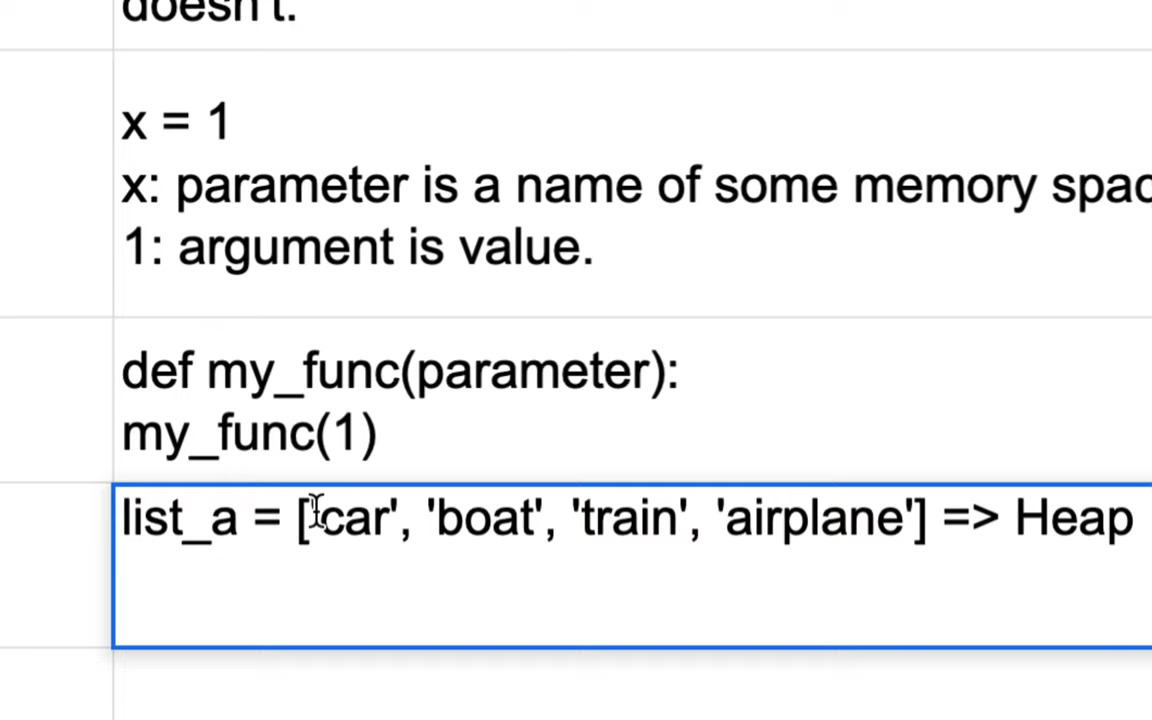 doesn't.
x = 1
x: parameter is a name of some memory spac
1: argument is value.
def my_func(parameter):
my_func(1)
list_a = ['car', 'boat', 'train', 'airplane'] => Heap